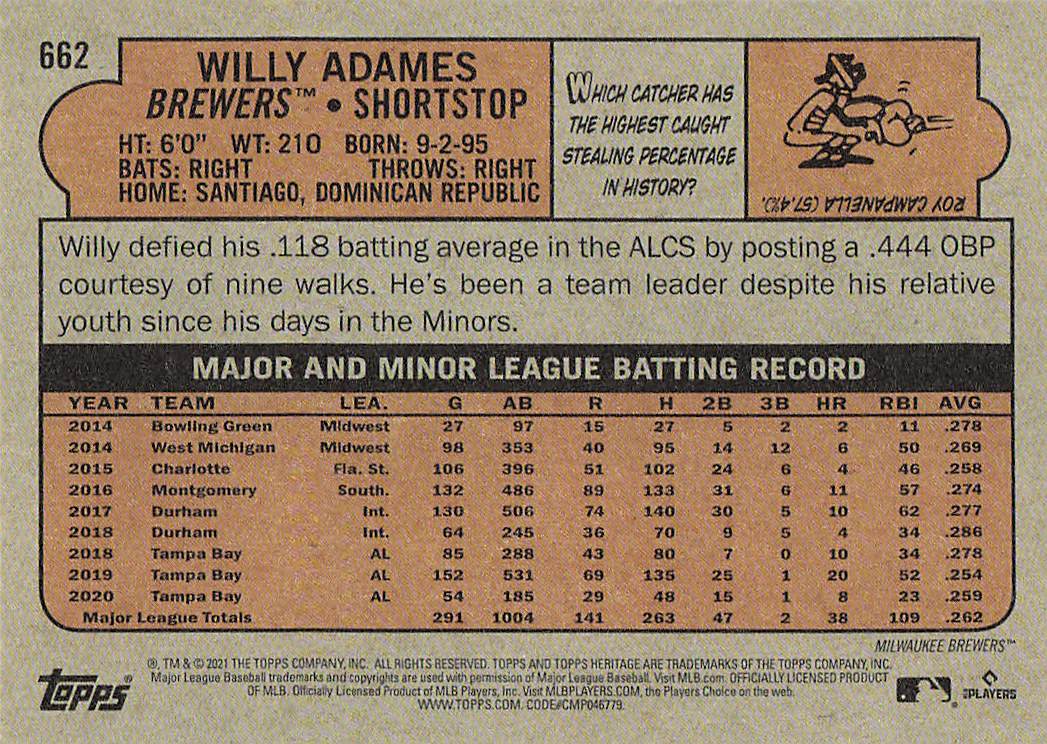 662
WILLY ADAMES
BREWERS™ • SHORTSTOP
HT: 6'0" WT: 210 BORN: 9-2-95
BATS: RIGHT THROWS: RIGHT
HOME: SANTIAGO, DOMINICAN REPUBLIC
WHICH CATCHER HAS
THE HIGHEST CAUGHT
STEALING PERCENTAGE
IN HISTORY?
ROY CAMPANELLA (57.4%).
Willy defied his .118 batting average in the ALCS by posting a .444 OBP
courtesy of nine walks. He's been a team leader despite his relative
youth since his days in the Minors.
MAJOR AND MINOR LEAGUE BATTING RECORD
YEAR TEAM LEA. G AB R H 2B 3B HR RBI AVG
2014 Bowling Green Midwest 27 97 15 27 5 2 2 11 .278
2014 West Michigan Midwest 98 353 40 95 14 12 6 50 .269
2015 Charlotte Fla. St. 106 396 51 102 24 6 4 46 .258
2016 Montgomery South. 132 486 89 133 31 6 11 57 .274
2017 Durham Int. 130 506 74 140 30 5 10 62 .277
2018 Durham Int. 64 245 36 70 9 5 4 34 .286
2018 Tampa Bay AL 85 288 43 80 7 0 10 34 .278
2019 Tampa Bay AL 152 531 69 135 25 1 20 52 .254
2020 Tampa Bay AL 54 185 29 48 15 1 8 23 .259
Major League Totals 291 1004 141 263 47 2 38 109 .262
MILWAUKEE BREWERS™
®, TM & © 2021 THE TOPPS COMPANY, INC. ALL RIGHTS RESERVED. TOPPS AND TOPPS HERITAGE ARE TRADEMARKS OF THE TOPPS COMPANY, INC.
Major League Baseball trademarks and copyrights are used with permission of Major League Baseball. Visit MLB.com. OFFICIALLY LICENSED PRODUCT
OF MLB. Officially Licensed Product of MLB Players, Inc. Visit MLBPLAYERS.COM, the Players Choice on the web.
WWW.TOPPS.COM. CODE#CMP046779.
Topps®
MLB PLAYERS